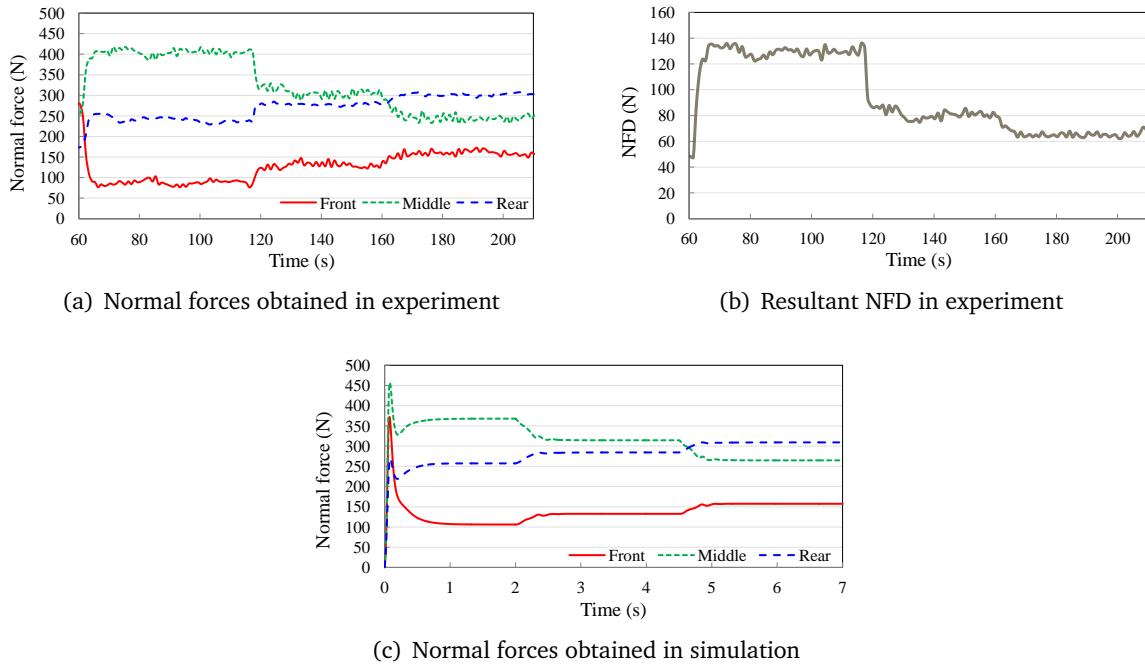 500
450
400
350
300
250
200
150
100
50
0
Normal force (N)
Front Middle Rear
60 80 100 120 140 160 180 200
Time (s)
(a) Normal forces obtained in experiment
160
140
120
100
80
60
40
20
0
NFD (N)
60 80 100 120 140 160 180 200
Time (s)
(b) Resultant NFD in experiment
500
450
400
350
300
250
200
150
100
50
0
Normal force (N)
Front Middle Rear
0 1 2 3 4 5 6 7
Time (s)
(c) Normal forces obtained in simulation